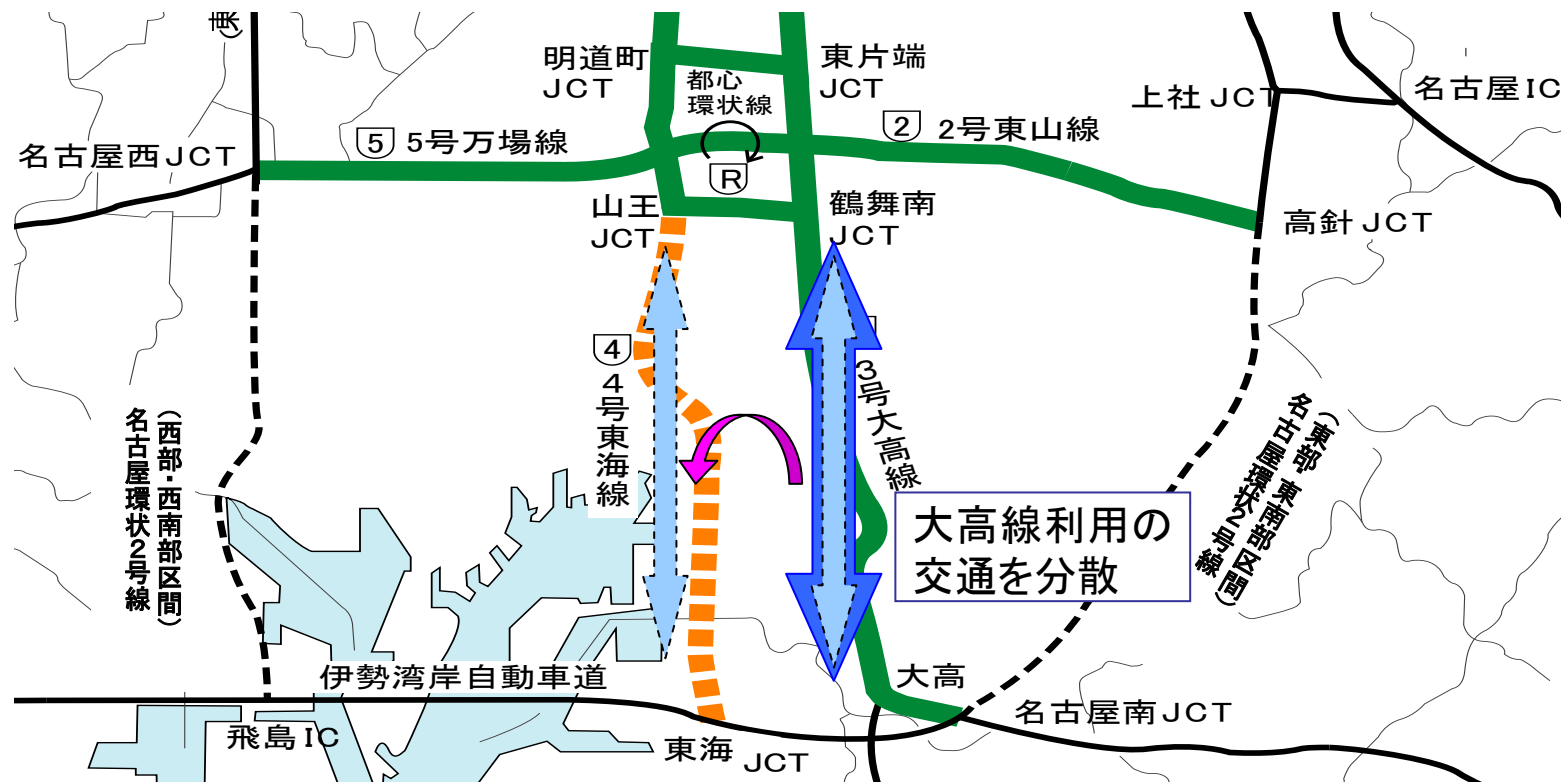 東
明道町
JCT
東片端
JCT
都心
環状線
上社JCT
名古屋IC
5
5号万場線
2
2号東山線
名古屋西JCT
R
山王
JCT
鶴舞南
JCT
高針JCT
4
4号東海線
3号大高線
(西部・西南部区間)
名古屋環状2号線
(東部・東南部区間)
名古屋環状2号線
大高線利用の
交通を分散
伊勢湾岸自動車道
大高
名古屋南JCT
飛島IC
東海
JCT